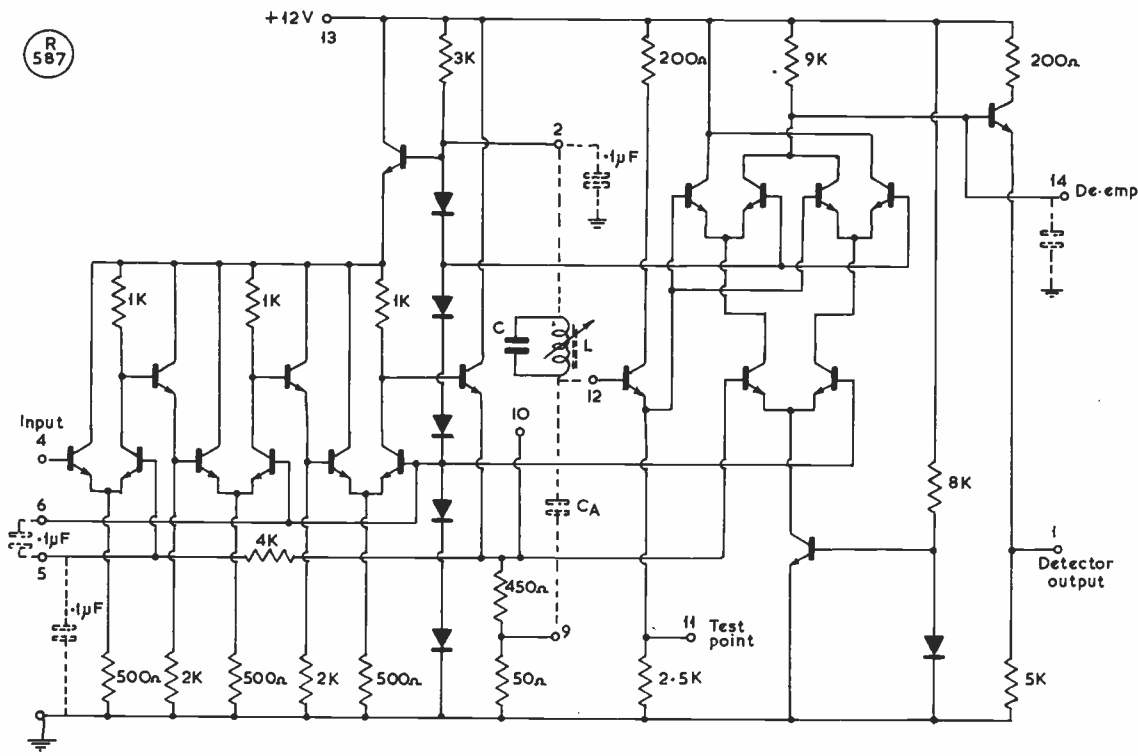 R
587
+12V
13
3K
200Ω
9K
200Ω
2
·1μF
14
De-emp
1K
1K
1K
C
L
12
10
Input
4
6
·1μF
5
4K
CA
8K
1
Detector
output
450Ω
·1μF
9
11
Test
point
500Ω
2K
500Ω
2K
500Ω
50Ω
2·5K
5K